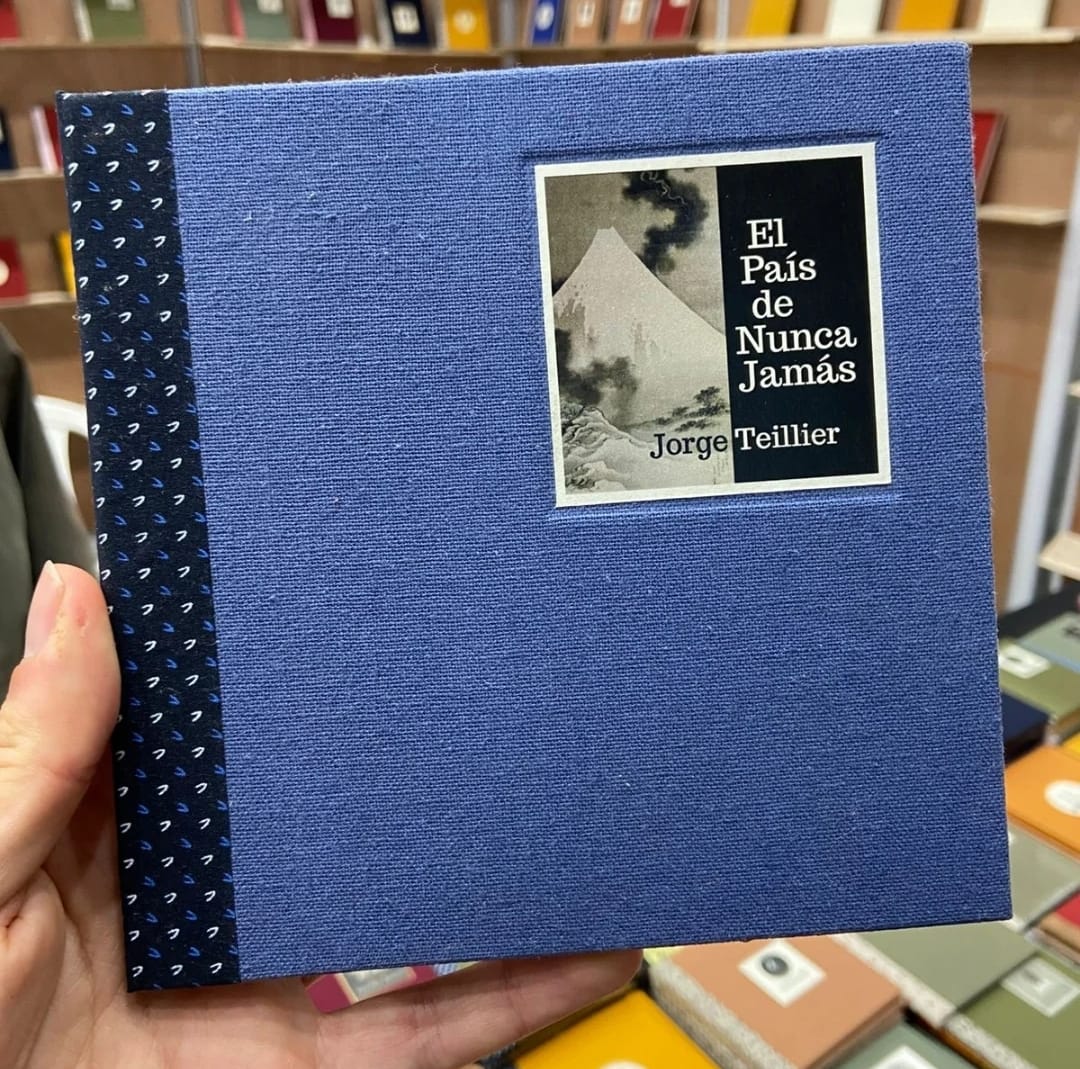 El
País
de
Nunca
Jamás
Jorge Teillier